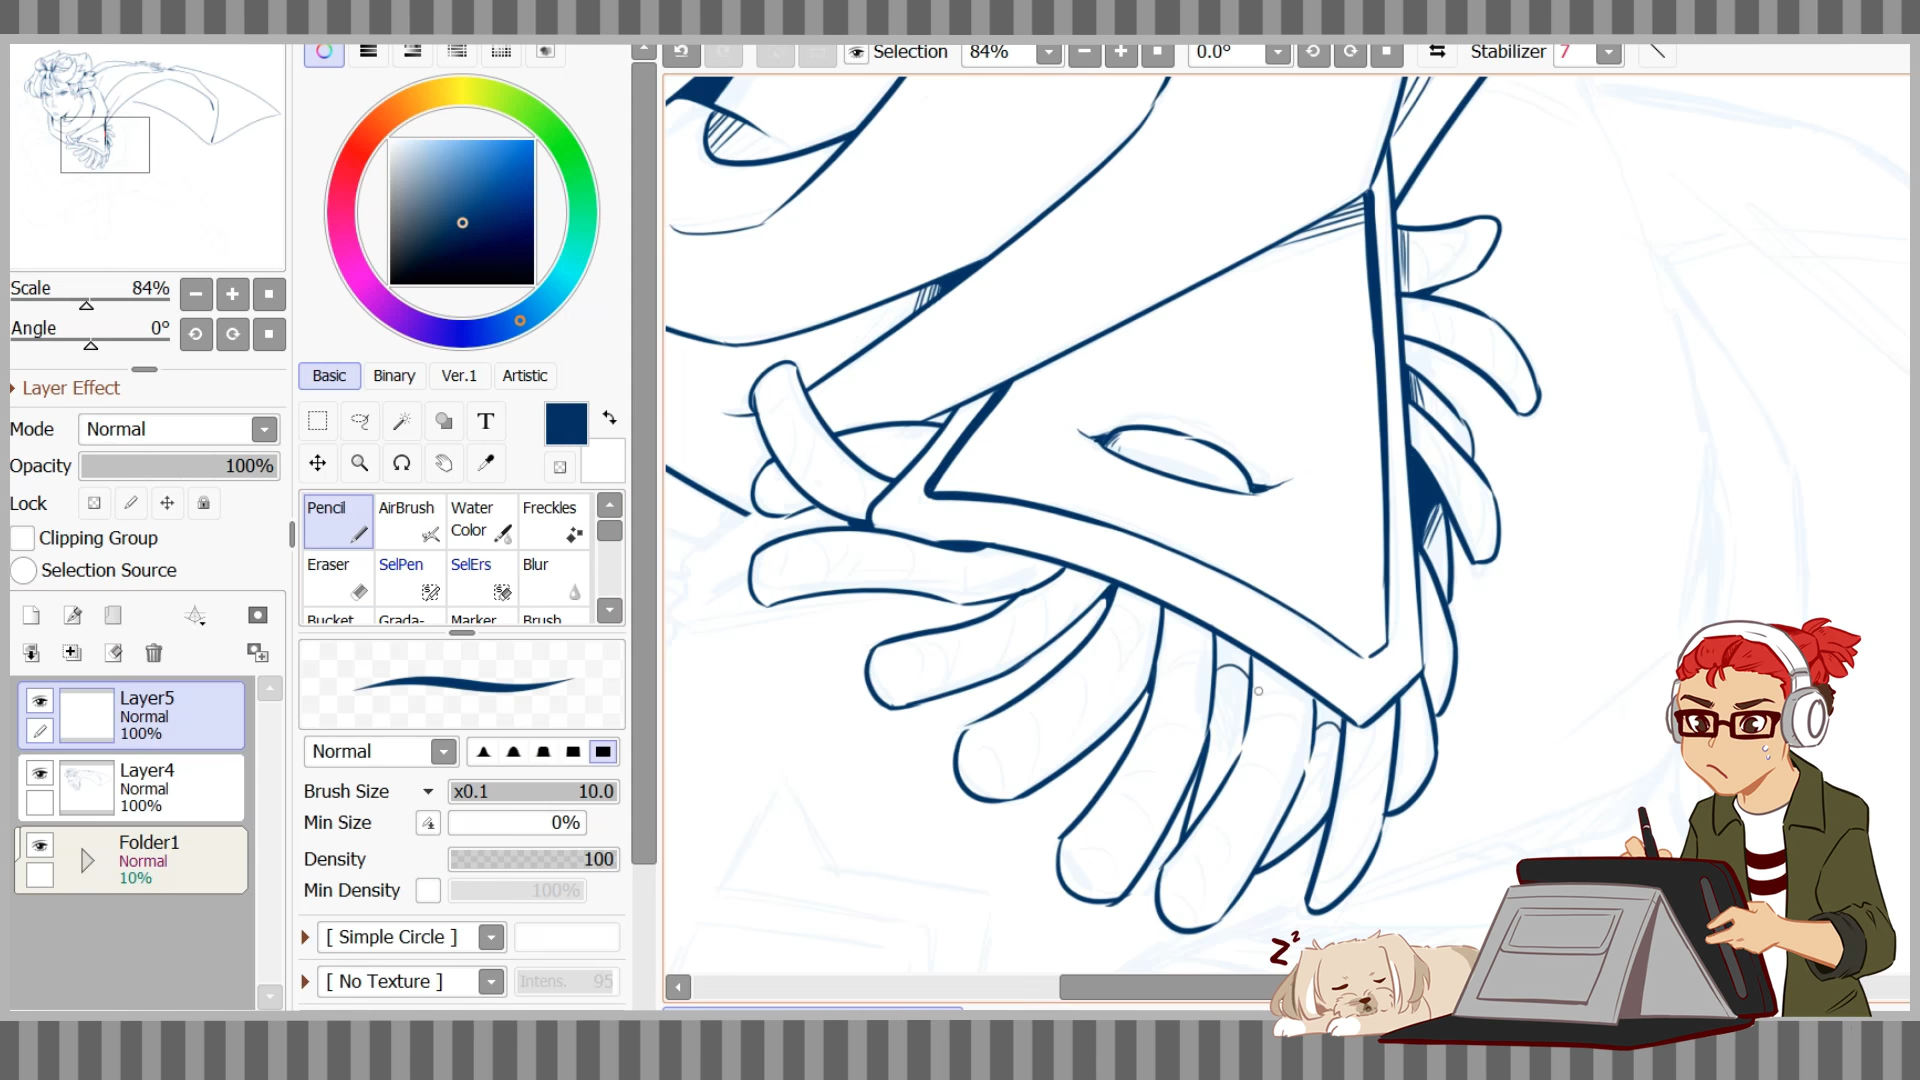 Selection 84% 0.0° Stabilizer 7
Scale 84%
Angle 0°
Layer Effect
Mode Normal
Opacity 100%
Lock
Clipping Group
Selection Source
Layer5
Normal
100%
Layer4
Normal
100%
Folder1
Normal
10%
Basic Binary Ver.1 Artistic
T
Pencil AirBrush Water Color Freckles
Eraser SelPen SelErs Blur
Bucket Grada- Marker Brush
Normal
Brush Size x0.1 10.0
Min Size 0%
Density 100
Min Density 100%
[ Simple Circle ]
[ No Texture ] Intens. 95
Z z